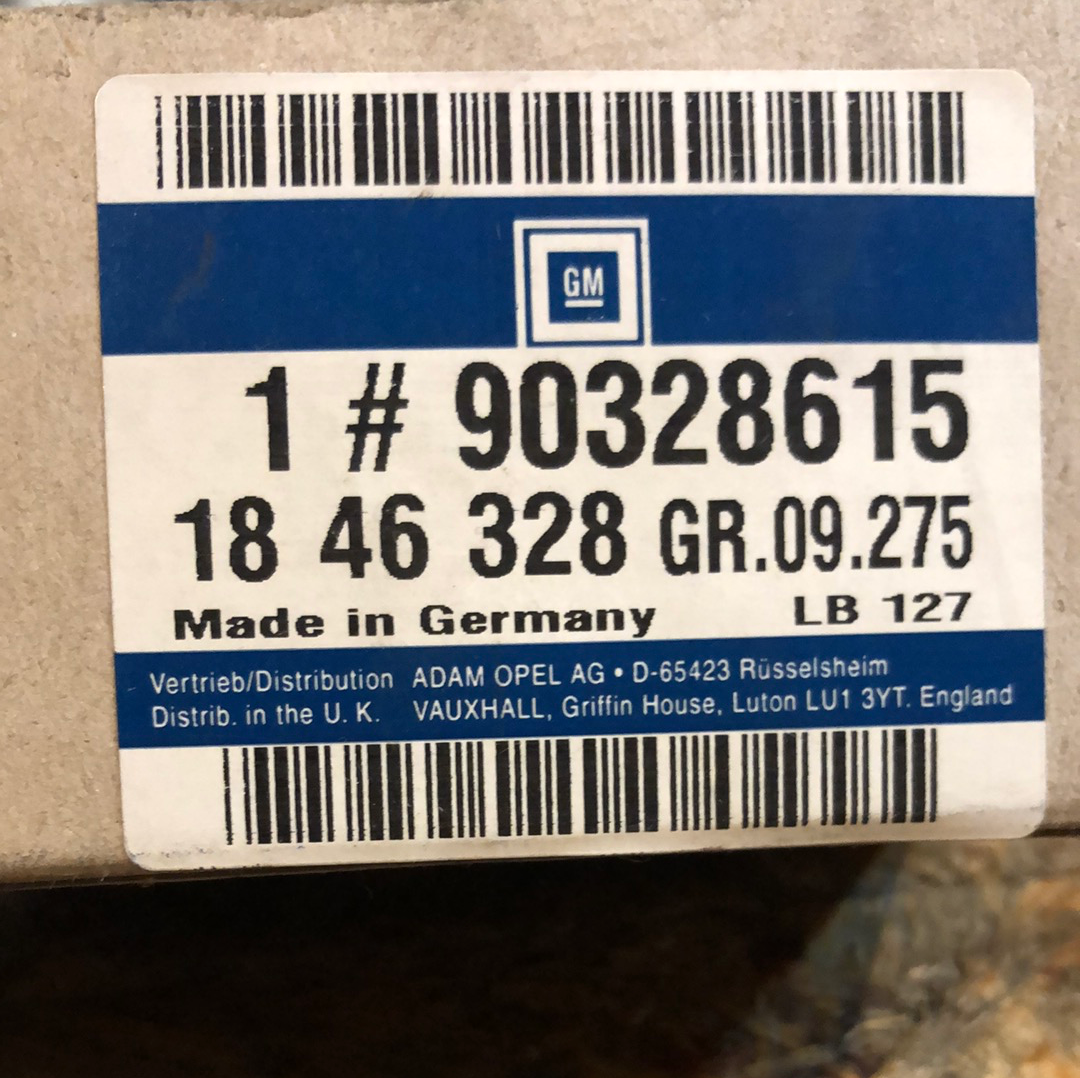 GM
1 # 90328615
18 46 328 GR.09.275
Made in Germany LB 127
Vertrieb/Distribution ADAM OPEL AG • D-65423 Rüsselsheim
Distrib. in the U. K. VAUXHALL, Griffin House, Luton LU1 3YT. England